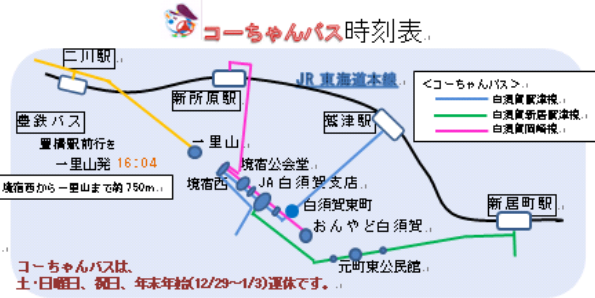 コーちゃんバス時刻表
二川駅
JR 東海道本線
新所原駅
＜コーちゃんバス＞
白須賀鷲津線
白須賀新居鷲津線
白須賀岡崎線
豊鉄バス
鷲津駅
豊橋駅前行を
一里山発 16:04
一里山
境宿公会堂
境宿西
JA白須賀支店
境宿西から一里山まで約750m。
白須賀東町
新居町駅
おんやど白須賀
元町東公民館
コーちゃんバスは、
土・日曜日、祝日、年末年始(12/29～1/3)運休です。